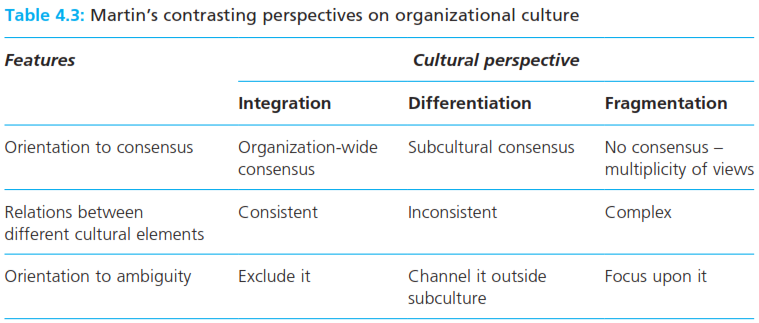 Table 4.3: Martin’s contrasting perspectives on organizational culture
Features Cultural perspective
Integration Differentiation Fragmentation
Orientation to consensus Organization-wide Subcultural consensus No consensus –
consensus multiplicity of views
Relations between Consistent Inconsistent Complex
different cultural elements
Orientation to ambiguity Exclude it Channel it outside Focus upon it
subculture